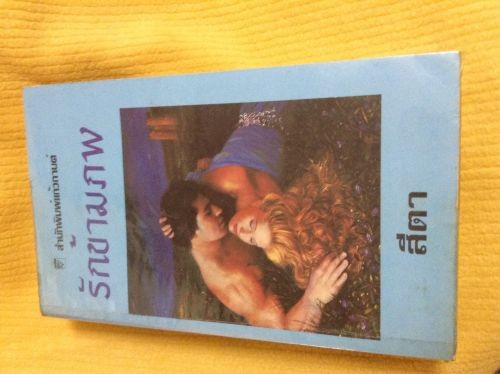 สำนักพิมพ์แก้วกานต์
รักข้ามภพ
สีตา